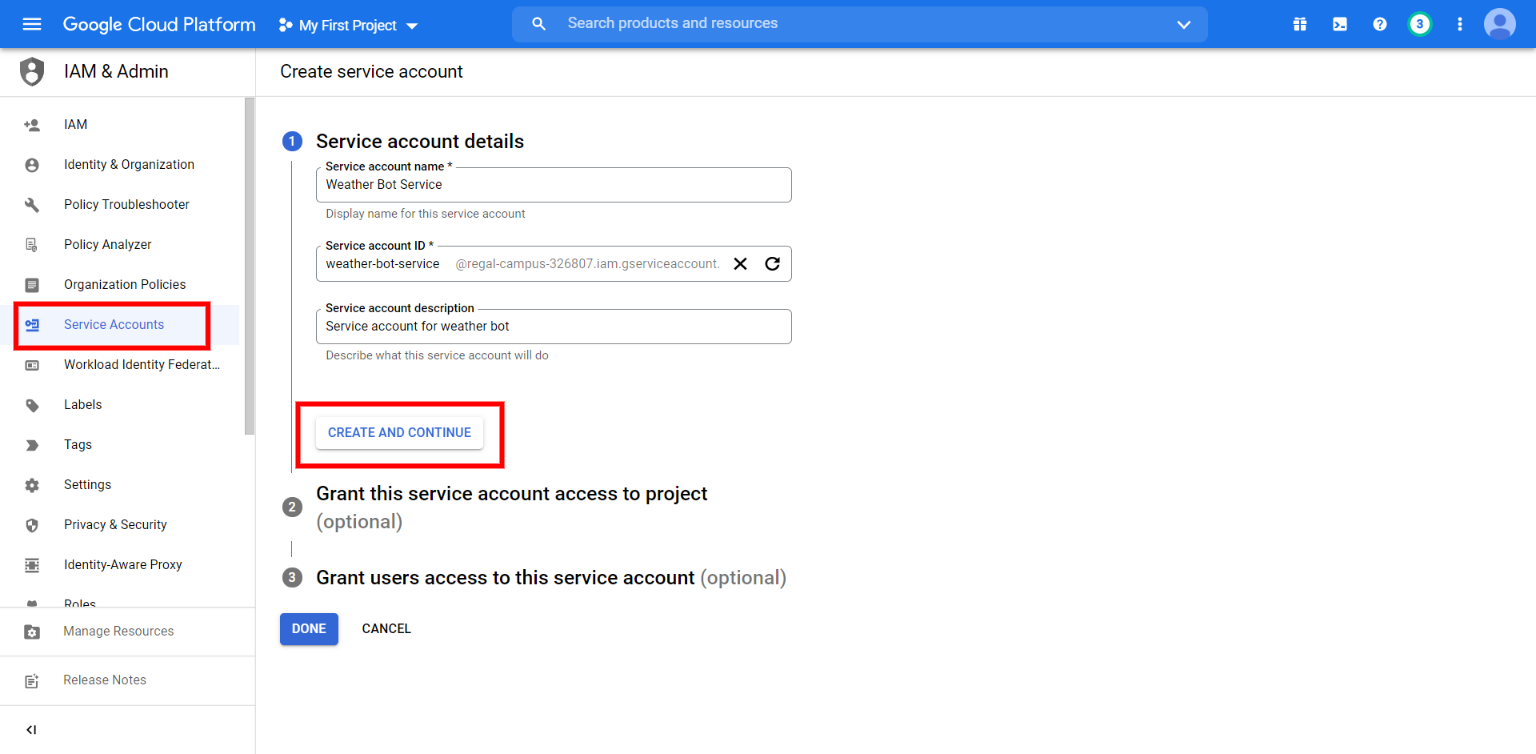 Google Cloud Platform
My First Project
Search products and resources
3
IAM & Admin
Create service account
IAM
Identity & Organization
Policy Troubleshooter
Policy Analyzer
Organization Policies
Service Accounts
Workload Identity Federat...
Labels
Tags
Settings
Privacy & Security
Identity-Aware Proxy
Roles
Manage Resources
Release Notes
1 Service account details
Service account name *
Weather Bot Service
Display name for this service account
Service account ID *
weather-bot-service @regal-campus-326807.iam.gserviceaccount.
Service account description
Service account for weather bot
Describe what this service account will do
CREATE AND CONTINUE
2 Grant this service account access to project
(optional)
3 Grant users access to this service account (optional)
DONE CANCEL